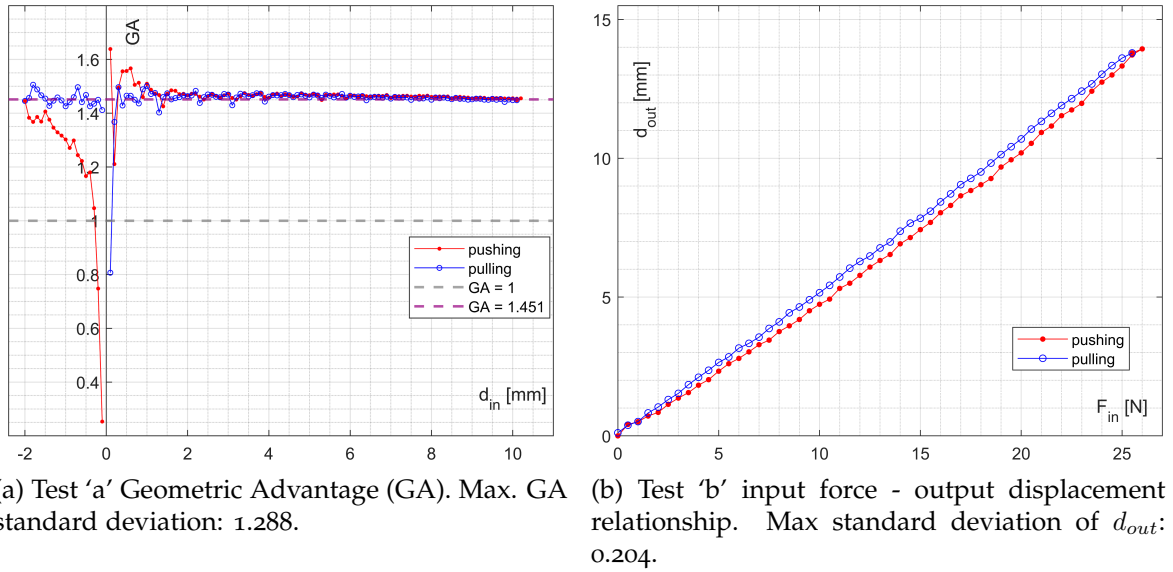 GA
1.6
1.4
1.2
1
0.8
0.6
0.4
pushing
pulling
GA = 1
GA = 1.451
d_in [mm]
-2 0 2 4 6 8 10
15
10
5
0
d_out [mm]
pushing
pulling
F_in [N]
0 5 10 15 20 25
(a) Test ‘a’ Geometric Advantage (GA). Max. GA
standard deviation: 1.288.
(b) Test ‘b’ input force - output displacement
relationship. Max standard deviation of d_out:
0.204.